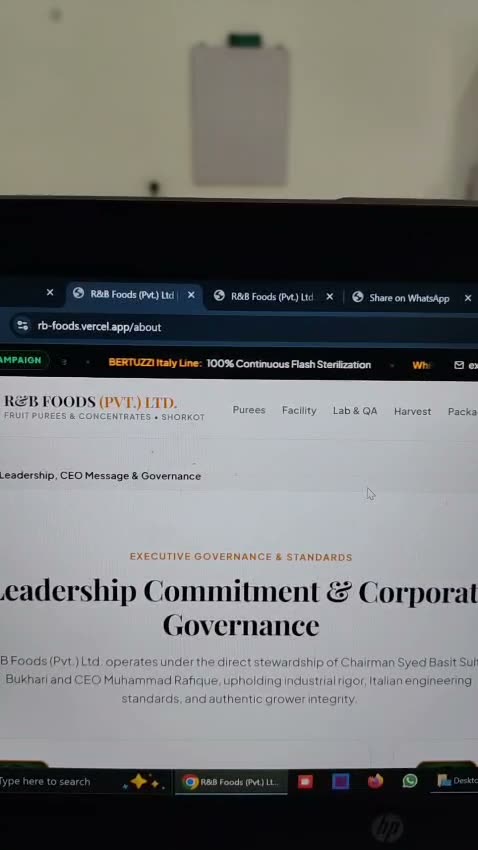 R&B Foods (Pvt.) Ltd
R&B Foods (Pvt.) Ltd
Share on WhatsApp
rb-foods.vercel.app/about
AMPAIGN
BERTUZZI Italy Line: 100% Continuous Flash Sterilization
R&B FOODS (PVT.) LTD.
FRUIT PUREES & CONCENTRATES • SHORKOT
Purees Facility Lab & QA Harvest Packa
Leadership, CEO Message & Governance
EXECUTIVE GOVERNANCE & STANDARDS
Leadership Commitment & Corporat
Governance
B Foods (Pvt.) Ltd. operates under the direct stewardship of Chairman Syed Basit Sul
Bukhari and CEO Muhammad Rafique, upholding industrial rigor, Italian engineering
standards, and authentic grower integrity.
Type here to search
R&B Foods (Pvt.) Lt...
Deskto
hp